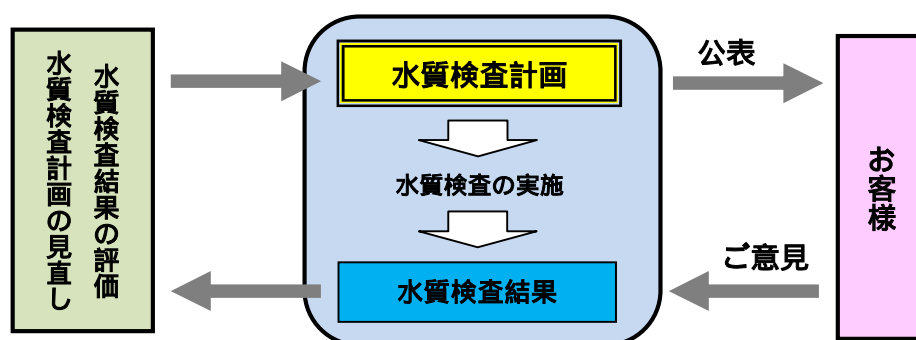 水質検査結果の評価
水質検査計画の見直し
水質検査計画
水質検査の実施
水質検査結果
公表
ご意見
お客様